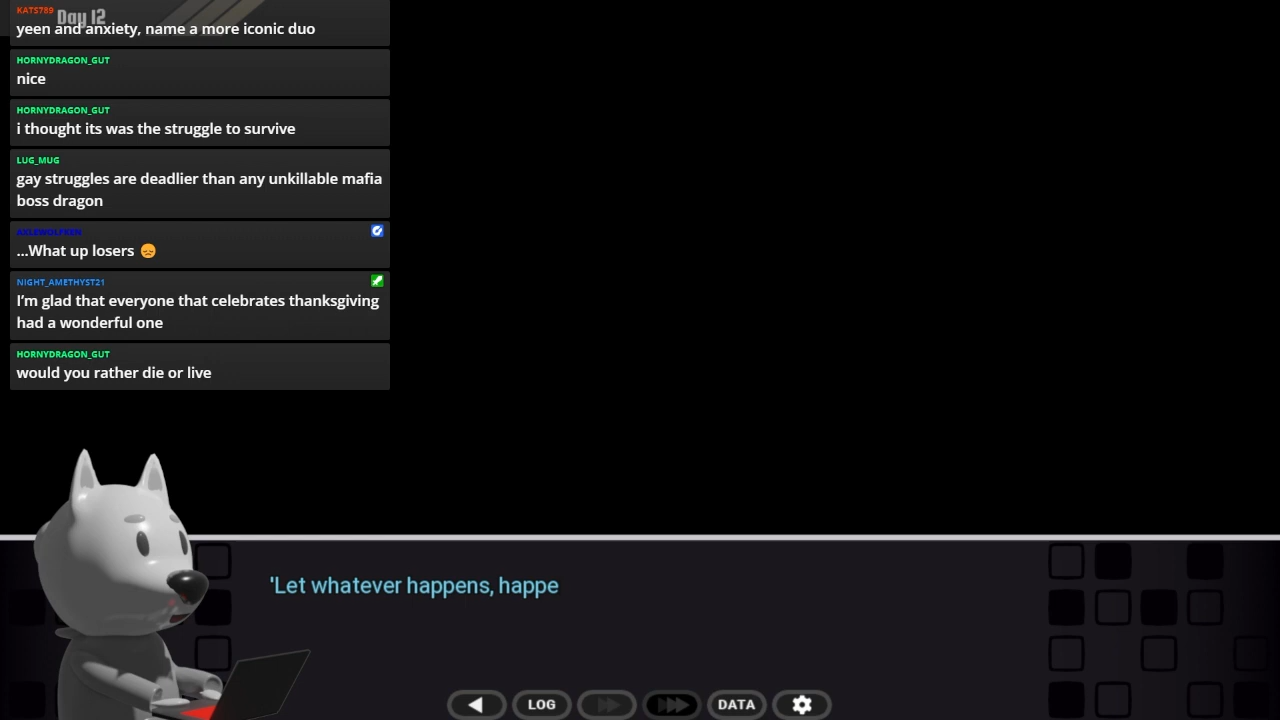 Day 12
KATS789
yeen and anxiety, name a more iconic duo
HORNYDRAGON_GUT
nice
HORNYDRAGON_GUT
i thought its was the struggle to survive
LUG_MUG
gay struggles are deadlier than any unkillable mafia
boss dragon
AXLEWOLFREN
...What up losers 😞
NIGHT_AMETHYST21
I'm glad that everyone that celebrates thanksgiving
had a wonderful one
HORNYDRAGON_GUT
would you rather die or live
'Let whatever happens, happe
LOG
DATA